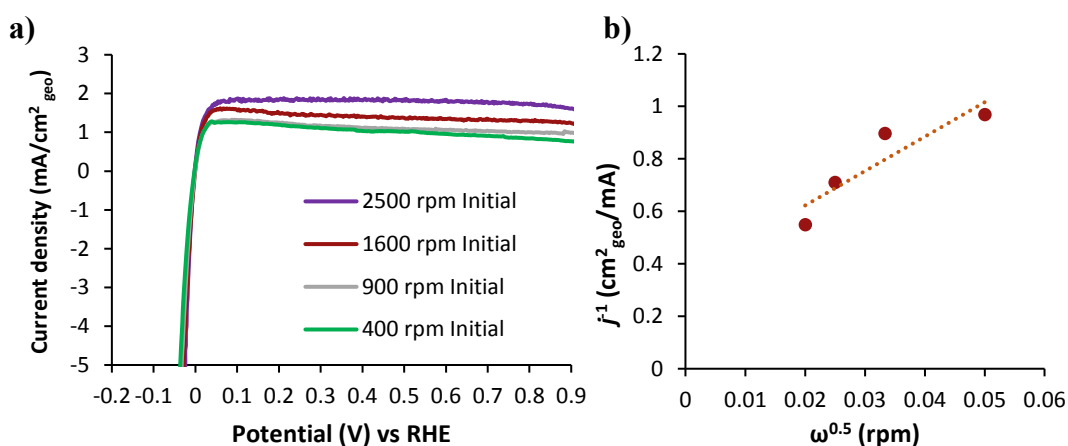 a)
Current density (mA/cm² geo)
3
2
1
0
-1
-2
-3
-4
-5
2500 rpm Initial
1600 rpm Initial
900 rpm Initial
400 rpm Initial
-0.2 -0.1 0 0.1 0.2 0.3 0.4 0.5 0.6 0.7 0.8 0.9
Potential (V) vs RHE
b)
j⁻¹ (cm² geo/mA)
1.2
1
0.8
0.6
0.4
0.2
0
0 0.01 0.02 0.03 0.04 0.05 0.06
ω⁰·⁵ (rpm)